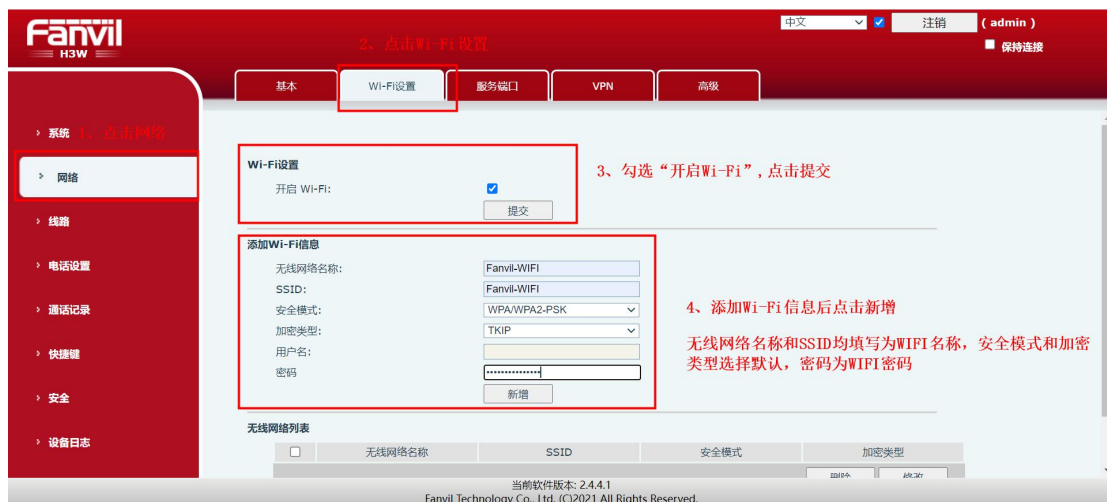 Fanvil
H3W
中文
注销
( admin )
保持连接
2、点击Wi-Fi设置
基本
Wi-Fi设置
服务端口
VPN
高级
› 系统
1、点击网络
› 网络
› 线路
› 电话设置
› 通话记录
› 快捷键
› 安全
› 设备日志
Wi-Fi设置
开启 Wi-Fi:
提交
3、勾选“开启Wi-Fi”,点击提交
添加Wi-Fi信息
无线网络名称: Fanvil-WIFI
SSID: Fanvil-WIFI
安全模式: WPA/WPA2-PSK
加密类型: TKIP
用户名:
密码 ••••••••••••••
新增
4、添加Wi-Fi信息后点击新增
无线网络名称和SSID均填写为WIFI名称，安全模式和加密
类型选择默认，密码为WIFI密码
无线网络列表
无线网络名称 SSID 安全模式 加密类型
删除 修改
当前软件版本: 2.4.4.1
Fanvil Technology Co., Ltd. (C)2021 All Rights Reserved.